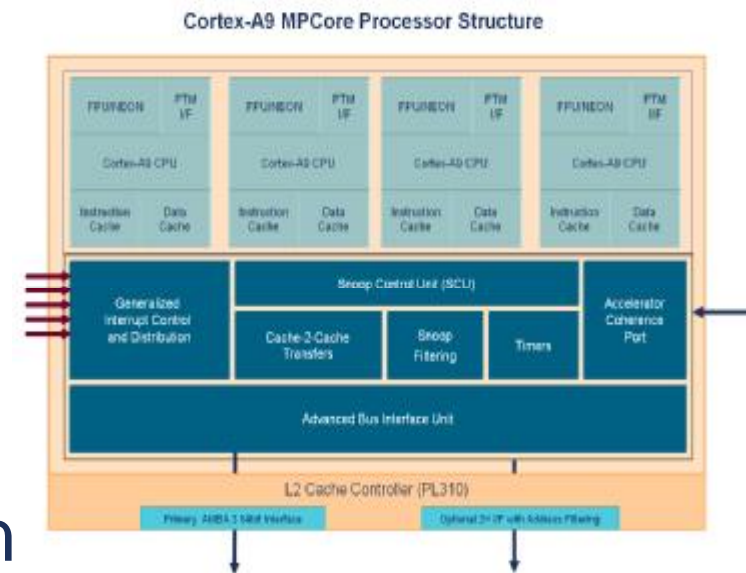 Cortex-A9 MPCore Processor Structure
FPU/NEON PTM I/F FPU/NEON PTM I/F FPU/NEON PTM I/F FPU/NEON PTM I/F
Cortex-A9 CPU Cortex-A9 CPU Cortex-A9 CPU Cortex-A9 CPU
Instruction Cache Data Cache Instruction Cache Data Cache Instruction Cache Data Cache Instruction Cache Data Cache
Generalized
Interrupt Control
and Distribution
Snoop Control Unit (SCU)
Cache-2-Cache
Transfers
Snoop
Filtering
Timers
Accelerator
Coherence
Port
Advanced Bus Interface Unit
L2 Cache Controller (PL310)
Primary AMBA 3 64bit Interface
Optional 2nd I/F with Address Filtering
n